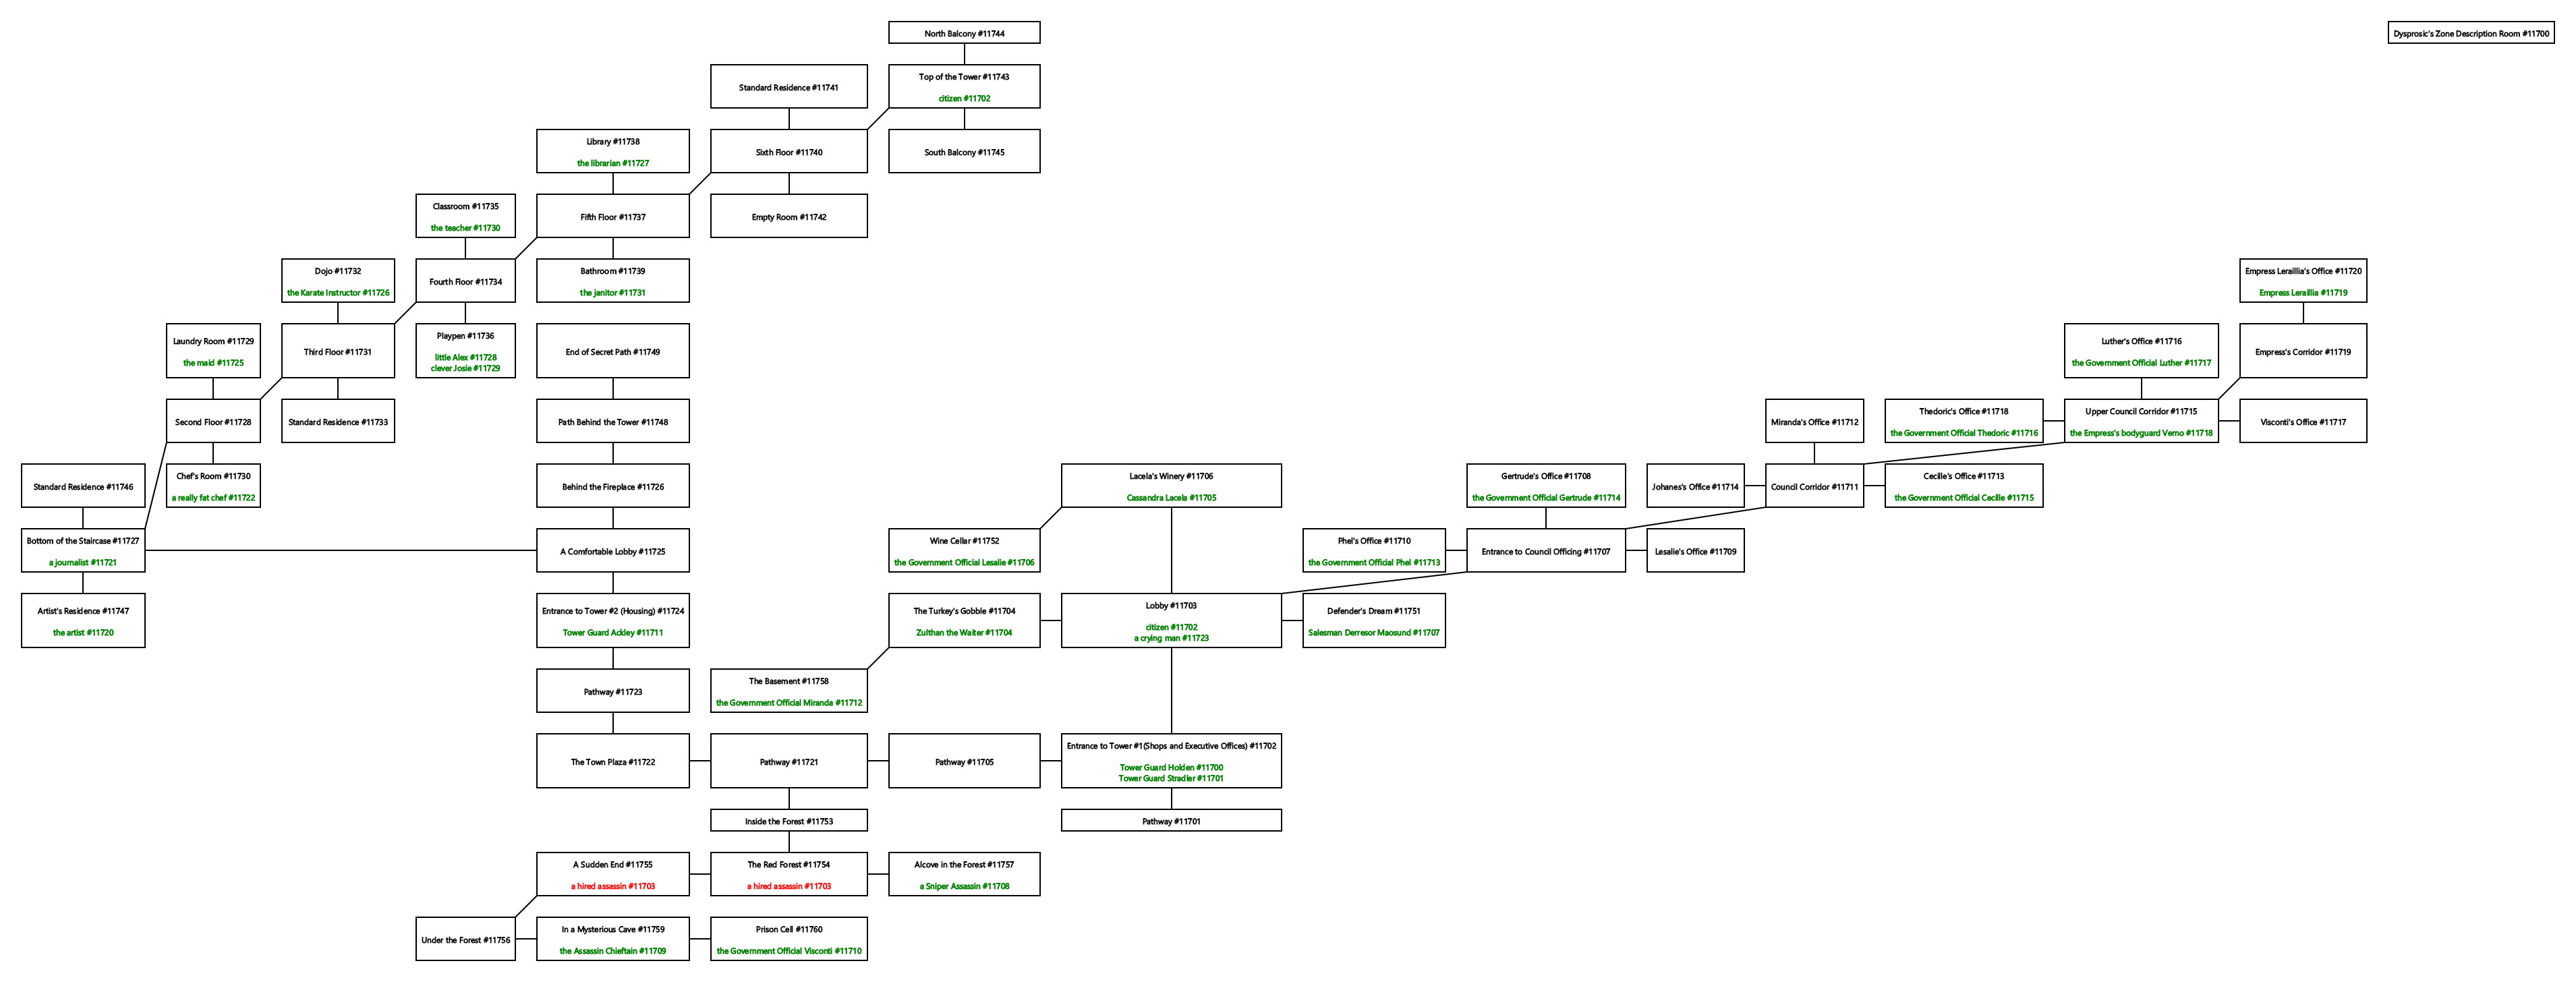 North Balcony #11744
Dysprosic's Zone Description Room #11700
Top of the Tower #11743
citizen #11702
Standard Residence #11741
Library #11738
the librarian #11727
Sixth Floor #11740
South Balcony #11745
Classroom #11735
the teacher #11730
Fifth Floor #11737
Empty Room #11742
Dojo #11732
the Karate Instructor #11726
Fourth Floor #11734
Bathroom #11739
the janitor #11731
Empress Leraillia's Office #11720
Empress Leraillia #11719
Laundry Room #11729
the maid #11725
Third Floor #11731
Playpen #11736
little Alex #11728
clever Josie #11729
End of Secret Path #11749
Luther's Office #11716
the Government Official Luther #11717
Empress's Corridor #11719
Second Floor #11728
Standard Residence #11733
Path Behind the Tower #11748
Miranda's Office #11712
Thedoric's Office #11718
the Government Official Thedoric #11716
Upper Council Corridor #11715
the Empress's bodyguard Verno #11718
Visconti's Office #11717
Standard Residence #11746
Chef's Room #11730
a really fat chef #11722
Behind the Fireplace #11726
Lacela's Winery #11706
Cassandra Lacela #11705
Gertrude's Office #11708
the Government Official Gertrude #11714
Johanes's Office #11714
Council Corridor #11711
Cecille's Office #11713
the Government Official Cecille #11715
Bottom of the Staircase #11727
a journalist #11721
A Comfortable Lobby #11725
Wine Cellar #11752
the Government Official Lesalie #11706
Phel's Office #11710
the Government Official Phel #11713
Entrance to Council Officing #11707
Lesalie's Office #11709
Artist's Residence #11747
the artist #11720
Entrance to Tower #2 (Housing) #11724
Tower Guard Ackley #11711
The Turkey's Gobble #11704
Zulthan the Waiter #11704
Lobby #11703
citizen #11702
a crying man #11723
Defender's Dream #11751
Salesman Derresor Maosund #11707
Pathway #11723
The Basement #11758
the Government Official Miranda #11712
The Town Plaza #11722
Pathway #11721
Pathway #11705
Entrance to Tower #1(Shops and Executive Offices) #11702
Tower Guard Holden #11700
Tower Guard Stradler #11701
Inside the Forest #11753
Pathway #11701
A Sudden End #11755
a hired assassin #11703
The Red Forest #11754
a hired assassin #11703
Alcove in the Forest #11757
a Sniper Assassin #11708
Under the Forest #11756
In a Mysterious Cave #11759
the Assassin Chieftain #11709
Prison Cell #11760
the Government Official Visconti #11710